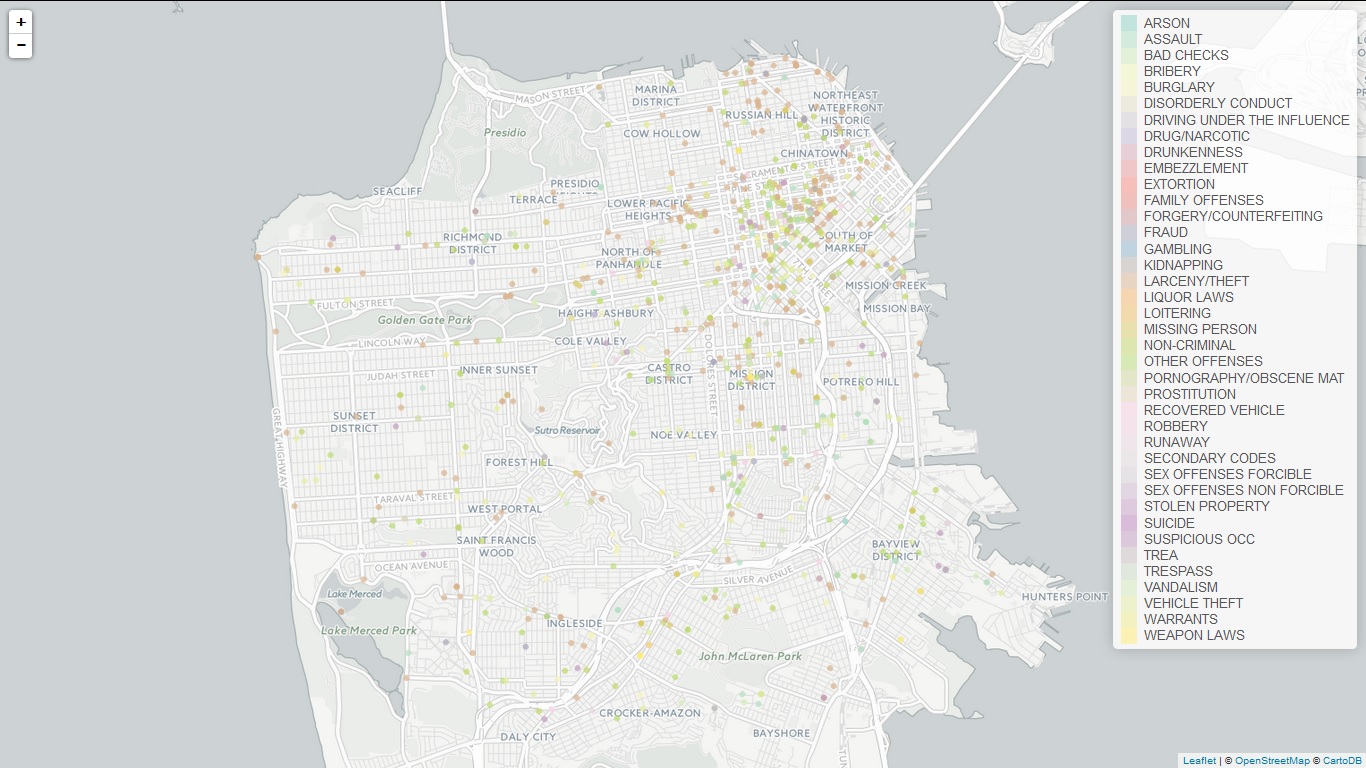 +
−
MASON STREET
MARINA
DISTRICT
Presidio
COW HOLLOW
RUSSIAN HILL
NORTHEAST
WATERFRONT
HISTORIC
DISTRICT
CHINATOWN
SACRAMENTO STREET
SEACLIFF
PRESIDIO
HEIGHTS
TERRACE
LOWER PACIFIC
HEIGHTS
RICHMOND
DISTRICT
NORTH OF
PANHANDLE
SOUTH OF
MARKET
MISSION CREEK
MISSION BAY
FULTON STREET
Golden Gate Park
HAIGHT ASHBURY
LINCOLN WAY
COLE VALLEY
DOLORES STREET
JUDAH STREET
INNER SUNSET
CASTRO
DISTRICT
MISSION
DISTRICT
POTRERO HILL
GREAT HIGHWAY
SUNSET
DISTRICT
Sutro Reservoir
NOE VALLEY
FOREST HILL
TARAVAL STREET
WEST PORTAL
SAINT FRANCIS
WOOD
BAYVIEW
DISTRICT
OCEAN AVENUE
SILVER AVENUE
Lake Merced
HUNTERS POINT
Lake Merced Park
INGLESIDE
John McLaren Park
CROCKER-AMAZON
DALY CITY
BAYSHORE
ARSON
ASSAULT
BAD CHECKS
BRIBERY
BURGLARY
DISORDERLY CONDUCT
DRIVING UNDER THE INFLUENCE
DRUG/NARCOTIC
DRUNKENNESS
EMBEZZLEMENT
EXTORTION
FAMILY OFFENSES
FORGERY/COUNTERFEITING
FRAUD
GAMBLING
KIDNAPPING
LARCENY/THEFT
LIQUOR LAWS
LOITERING
MISSING PERSON
NON-CRIMINAL
OTHER OFFENSES
PORNOGRAPHY/OBSCENE MAT
PROSTITUTION
RECOVERED VEHICLE
ROBBERY
RUNAWAY
SECONDARY CODES
SEX OFFENSES FORCIBLE
SEX OFFENSES NON FORCIBLE
STOLEN PROPERTY
SUICIDE
SUSPICIOUS OCC
TREA
TRESPASS
VANDALISM
VEHICLE THEFT
WARRANTS
WEAPON LAWS
Leaflet | © OpenStreetMap © CartoDB